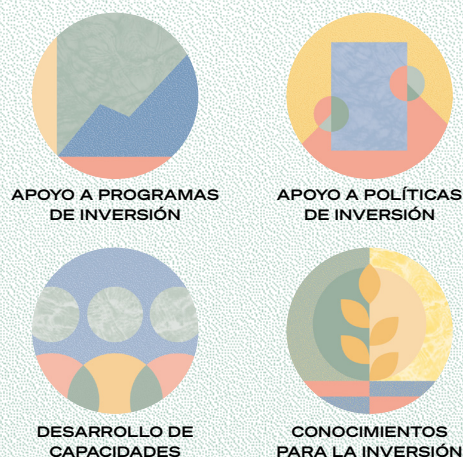 APOYO A PROGRAMAS
DE INVERSIÓN
APOYO A POLÍTICAS
DE INVERSIÓN
DESARROLLO DE
CAPACIDADES
CONOCIMIENTOS
PARA LA INVERSIÓN